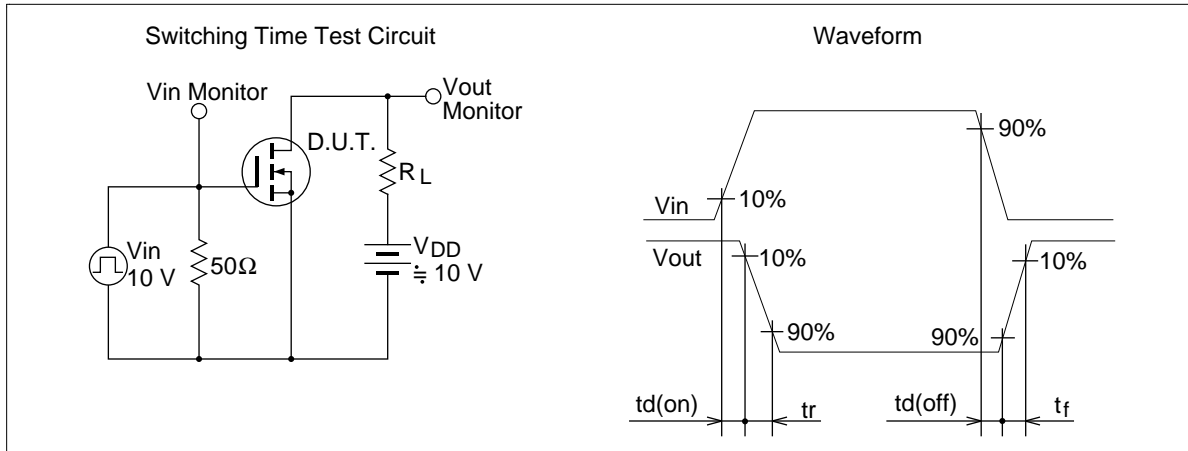 Switching Time Test Circuit
Vin Monitor
Vout
Monitor
D.U.T.
RL
Vin
10 V
50Ω
VDD
≒ 10 V
Waveform
90%
10%
Vin
Vout
10%
10%
90%
90%
td(on)
tr
td(off)
tf